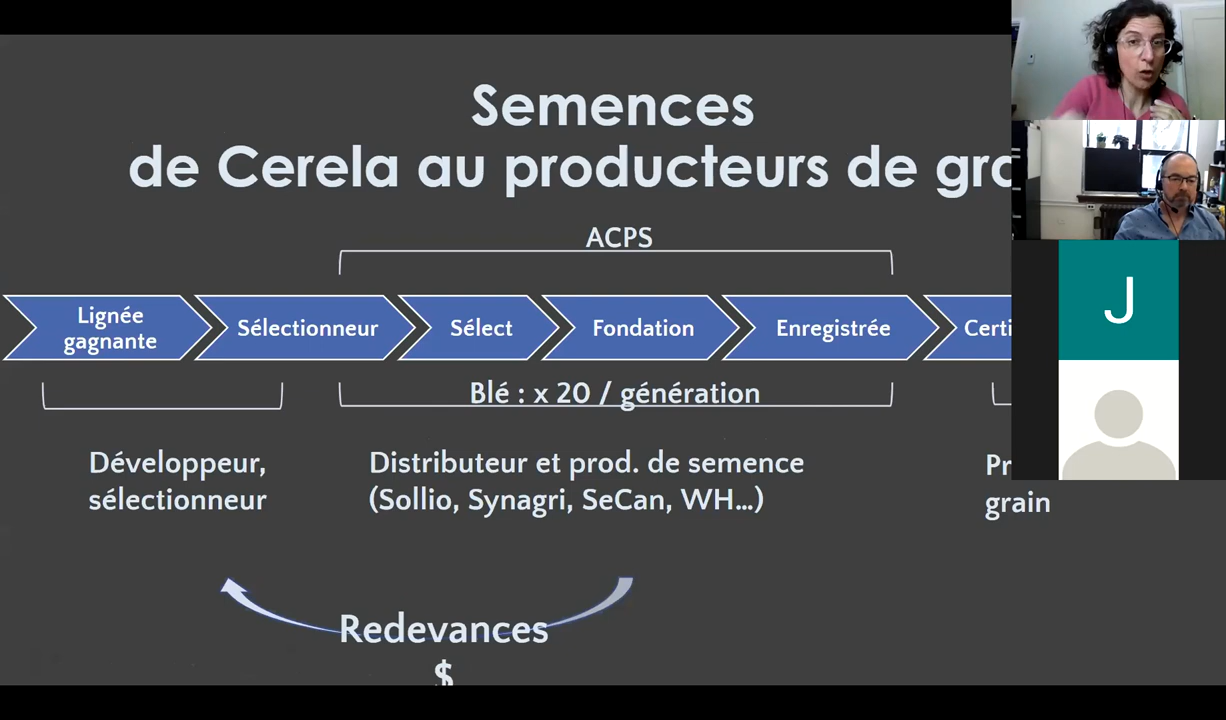 Semences
de Cerela au producteurs de gra
ACPS
Lignée
gagnante
Sélectionneur
Sélect
Fondation
Enregistrée
Certi
Blé : x 20 / génération
Développeur,
sélectionneur
Distributeur et prod. de semence
(Sollio, Synagri, SeCan, WH…)
Pr
grain
Redevances
$
J